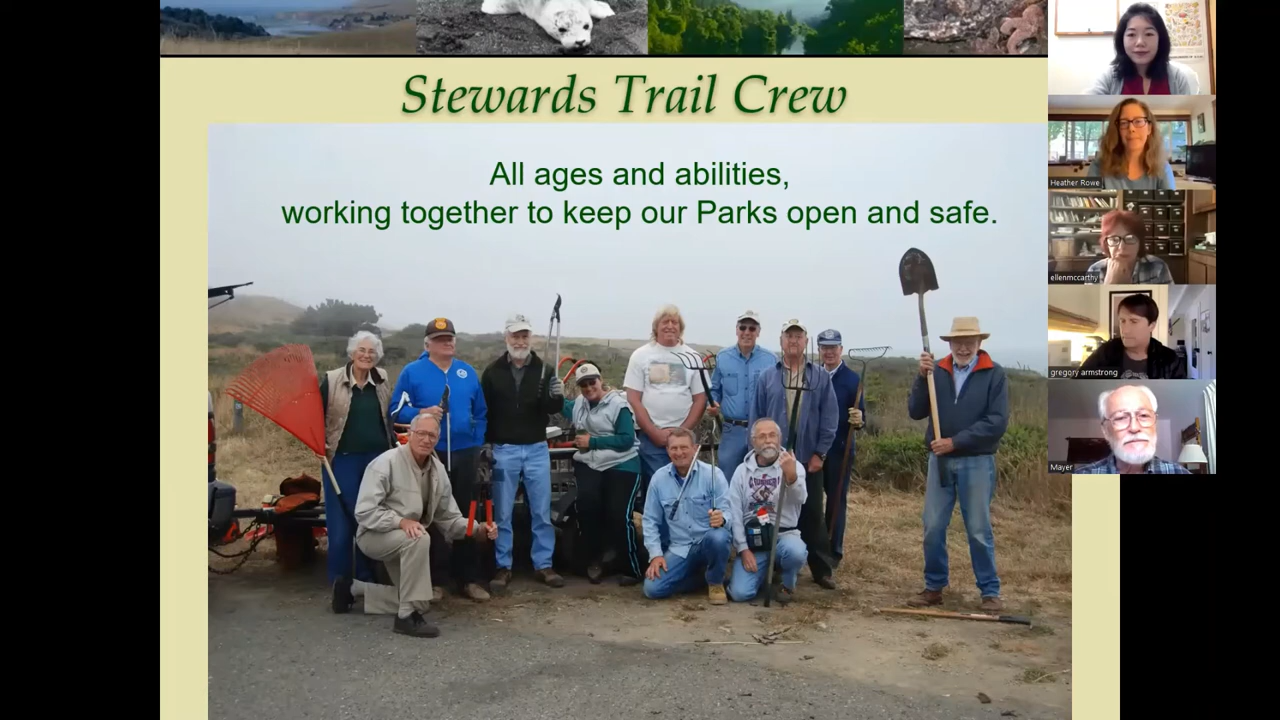 Stewards Trail Crew
All ages and abilities,
working together to keep our Parks open and safe.
Heather Rowe
ellenmccarthy
gregory armstrong
Mayer